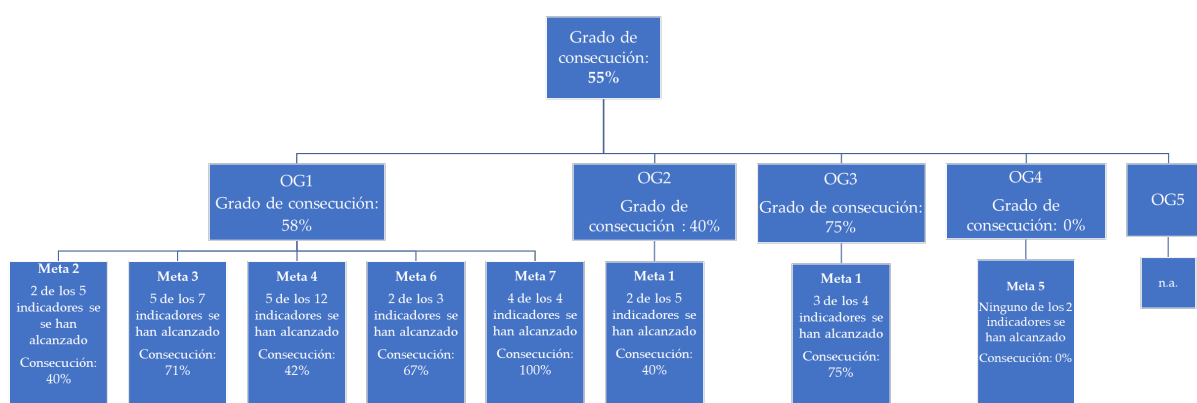 Grado de
consecución:
55%
OG1
Grado de consecución:
58%
OG2
Grado de
consecución : 40%
OG3
Grado de consecución:
75%
OG4
Grado de
consecución: 0%
OG5
Meta 2
2 de los 5
indicadores se
se han
alcanzado
Consecución:
40%
Meta 3
5 de los 7
indicadores se
han alcanzado
Consecución:
71%
Meta 4
5 de los 12
indicadores se
han alcanzado
Consecución:
42%
Meta 6
2 de los 3
indicadores se
han alcanzado
Consecución:
67%
Meta 7
4 de los 4
indicadores se
han alcanzado
Consecución:
100%
Meta 1
2 de los 5
indicadores se
han alcanzado
Consecución:
40%
Meta 1
3 de los 4
indicadores se
han alcanzado
Consecución:
75%
Meta 5
Ninguno de los 2
indicadores se
han alcanzado
Consecución: 0%
n.a.